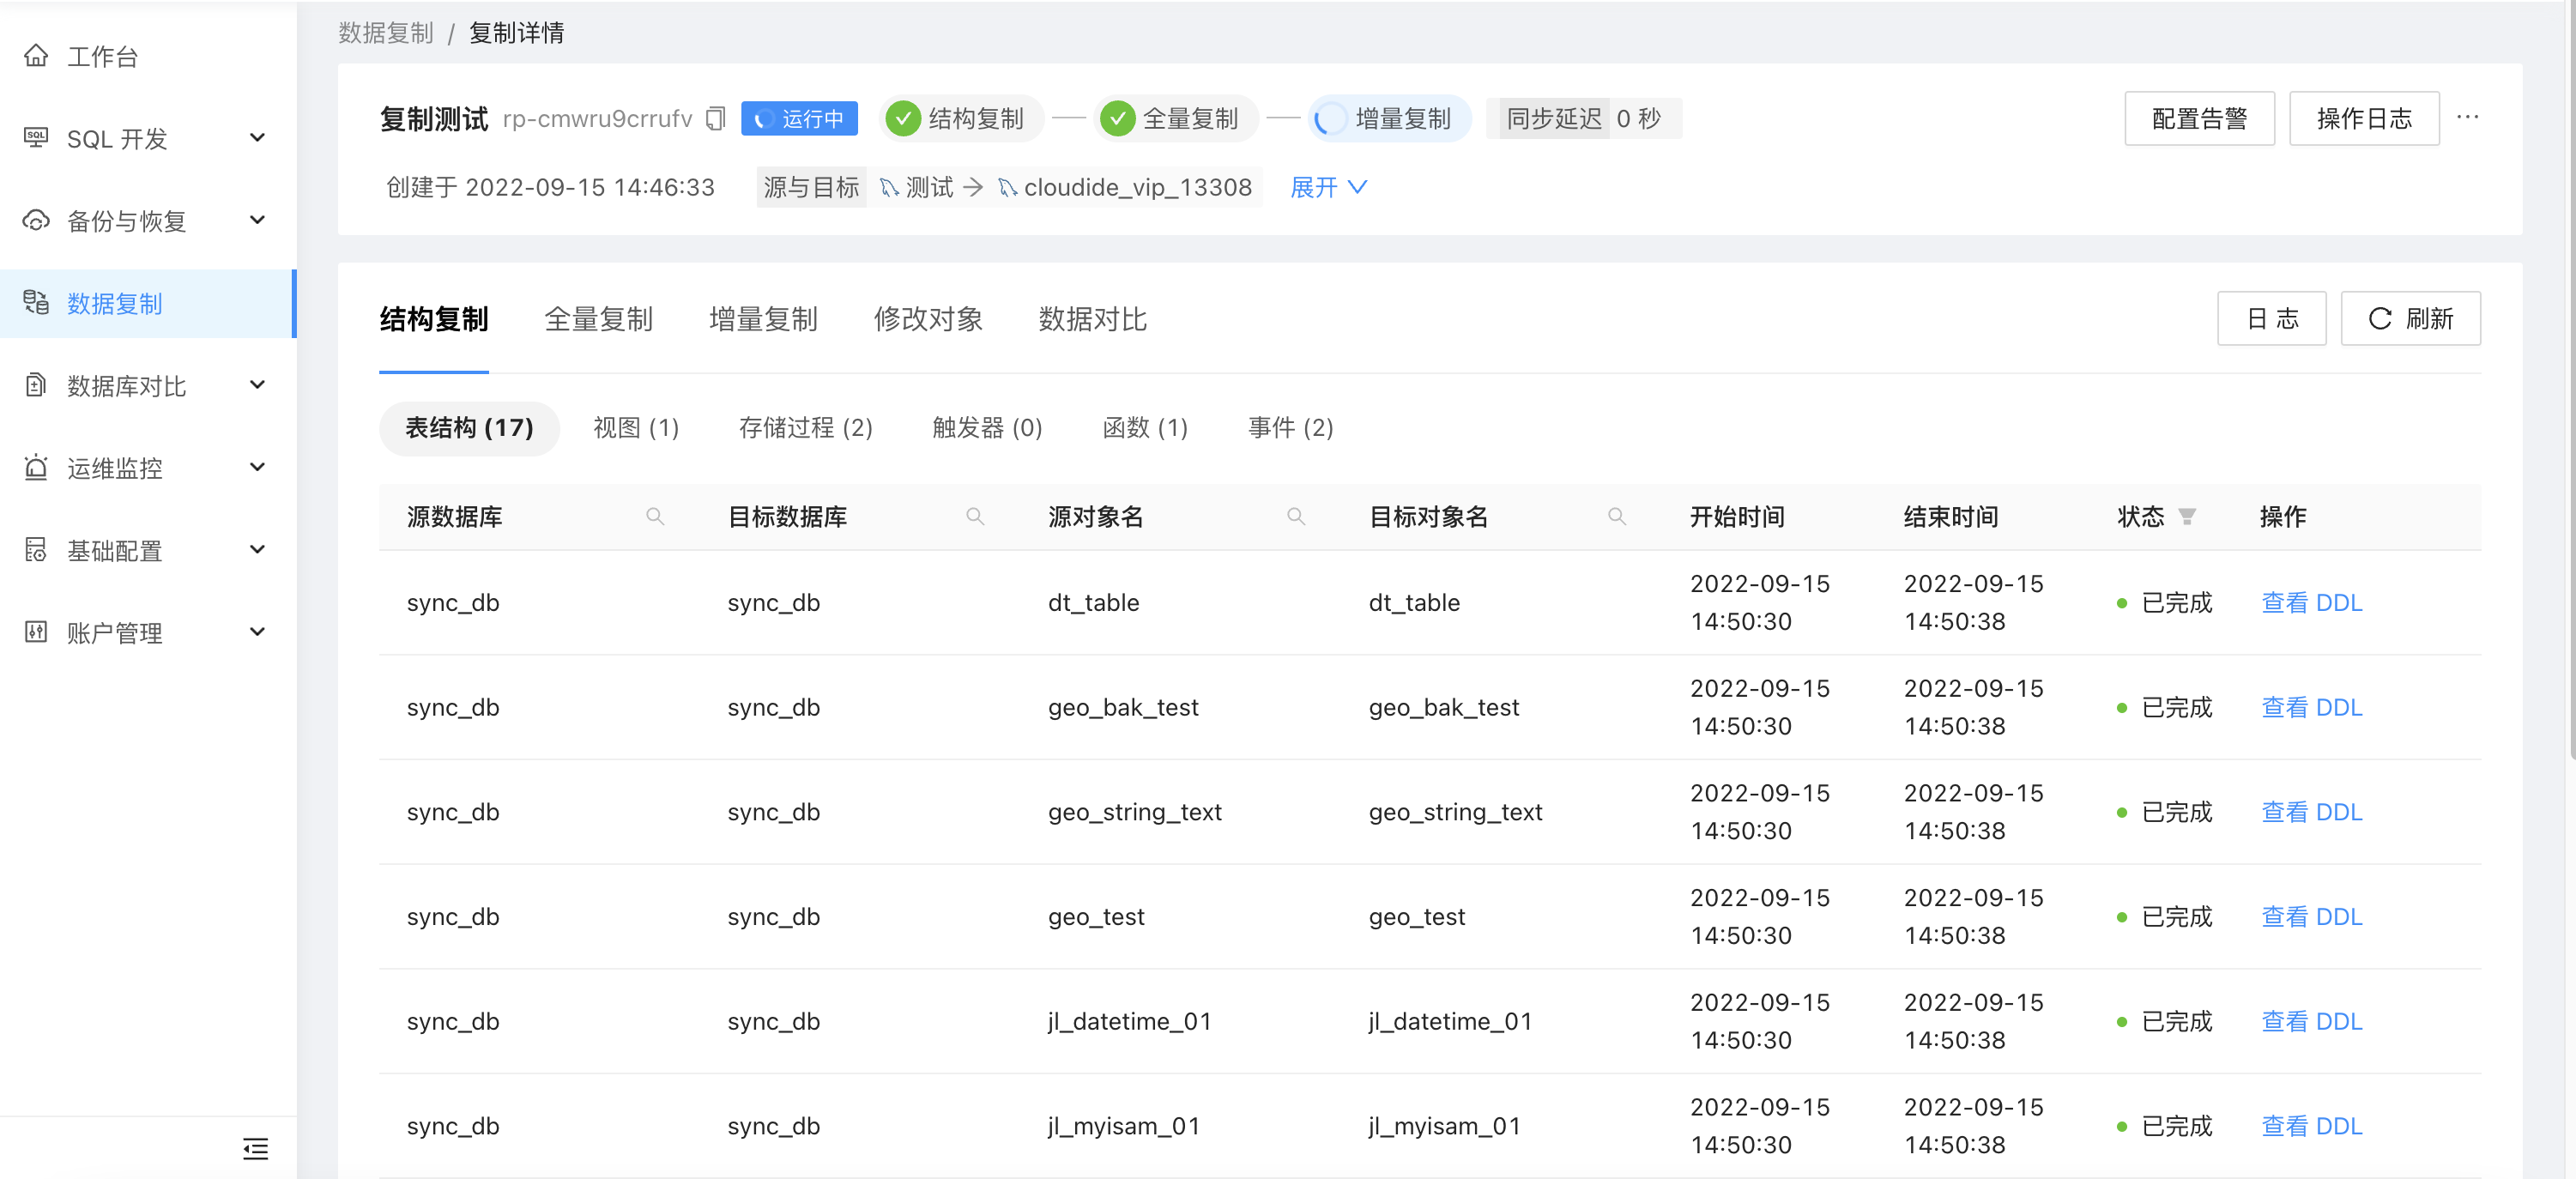 工作台
SQL 开发
备份与恢复
数据复制
数据库对比
运维监控
基础配置
账户管理
数据复制 / 复制详情
复制测试 rp-cmwru9crrufv 运行中 结构复制 全量复制 增量复制 同步延迟 0 秒 配置告警 操作日志 ···
创建于 2022-09-15 14:46:33 源与目标 测试 → cloudide_vip_13308 展开
结构复制 全量复制 增量复制 修改对象 数据对比 日志 刷新
表结构 (17) 视图 (1) 存储过程 (2) 触发器 (0) 函数 (1) 事件 (2)
源数据库 目标数据库 源对象名 目标对象名 开始时间 结束时间 状态 操作
sync_db sync_db dt_table dt_table 2022-09-15 14:50:30 2022-09-15 14:50:38 已完成 查看 DDL
sync_db sync_db geo_bak_test geo_bak_test 2022-09-15 14:50:30 2022-09-15 14:50:38 已完成 查看 DDL
sync_db sync_db geo_string_text geo_string_text 2022-09-15 14:50:30 2022-09-15 14:50:38 已完成 查看 DDL
sync_db sync_db geo_test geo_test 2022-09-15 14:50:30 2022-09-15 14:50:38 已完成 查看 DDL
sync_db sync_db jl_datetime_01 jl_datetime_01 2022-09-15 14:50:30 2022-09-15 14:50:38 已完成 查看 DDL
sync_db sync_db jl_myisam_01 jl_myisam_01 2022-09-15 14:50:30 2022-09-15 14:50:38 已完成 查看 DDL